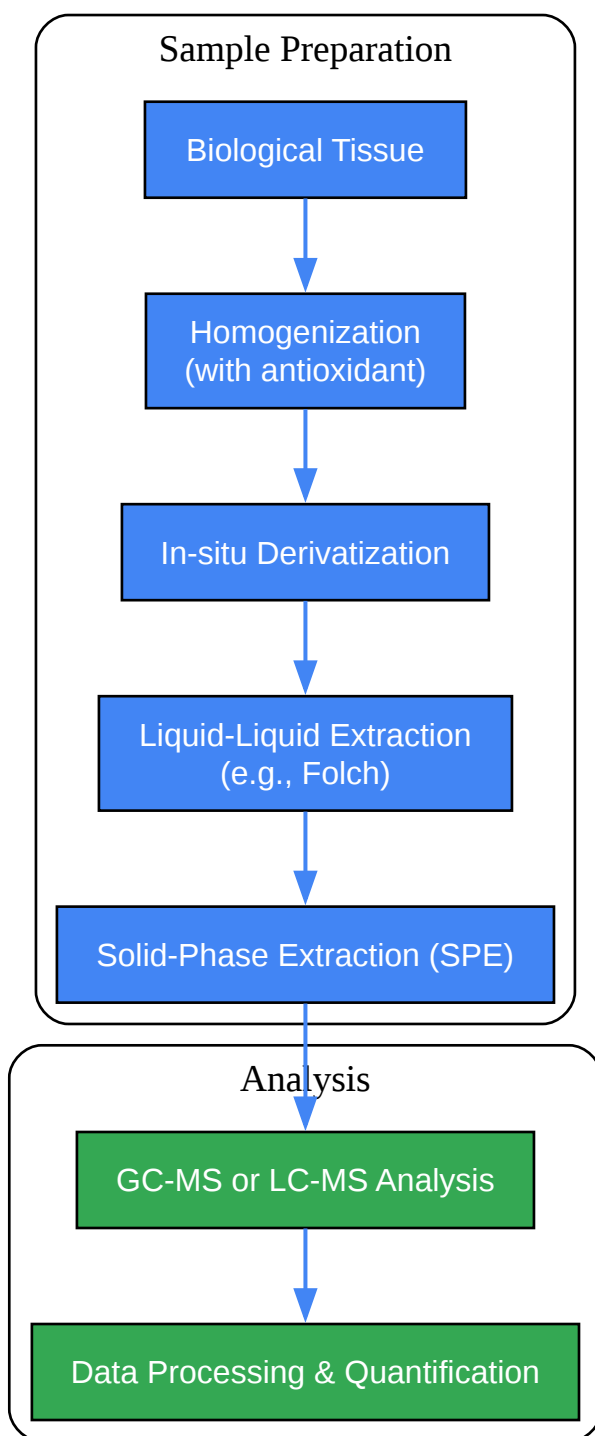 Sample Preparation
Biological Tissue
Homogenization
(with antioxidant)
In-situ Derivatization
Liquid-Liquid Extraction
(e.g., Folch)
Solid-Phase Extraction (SPE)
Analysis
GC-MS or LC-MS Analysis
Data Processing & Quantification